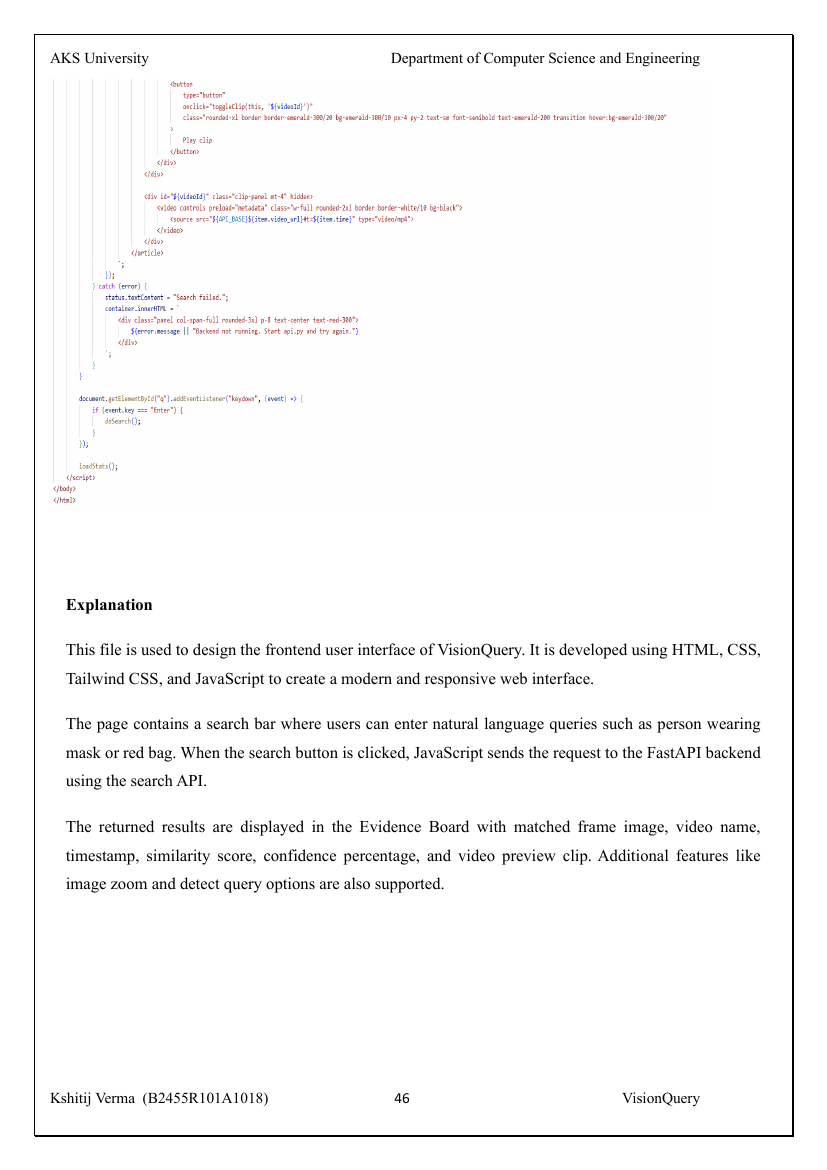 AKS University Department of Computer Science and Engineering
<button
type="button"
onclick="toggleClip(this, '${videoId}')"
class="rounded-xl border border-emerald-300/20 bg-emerald-300/10 px-4 py-2 text-sm font-semibold text-emerald-200 transition hover:bg-emerald-300/20"
>
Play clip
</button>
</div>
</div>
<div id="${videoId}" class="clip-panel mt-4" hidden>
<video controls preload="metadata" class="w-full rounded-2xl border border-white/10 bg-black">
<source src="${API_BASE}${item.video_url}#t=${item.time}" type="video/mp4">
</video>
</div>
</article>
`;
});
} catch (error) {
status.textContent = "Search failed.";
container.innerHTML = `
<div class="panel col-span-full rounded-3xl p-8 text-center text-red-300">
${error.message || "Backend not running. Start api.py and try again."}
</div>
`;
}
}
document.getElementById("q").addEventListener("keydown", (event) => {
if (event.key === "Enter") {
doSearch();
}
});
loadStats();
</script>
</body>
</html>
Explanation
This file is used to design the frontend user interface of VisionQuery. It is developed using HTML, CSS,
Tailwind CSS, and JavaScript to create a modern and responsive web interface.
The page contains a search bar where users can enter natural language queries such as person wearing
mask or red bag. When the search button is clicked, JavaScript sends the request to the FastAPI backend
using the search API.
The returned results are displayed in the Evidence Board with matched frame image, video name,
timestamp, similarity score, confidence percentage, and video preview clip. Additional features like
image zoom and detect query options are also supported.
Kshitij Verma (B2455R101A1018) 46 VisionQuery